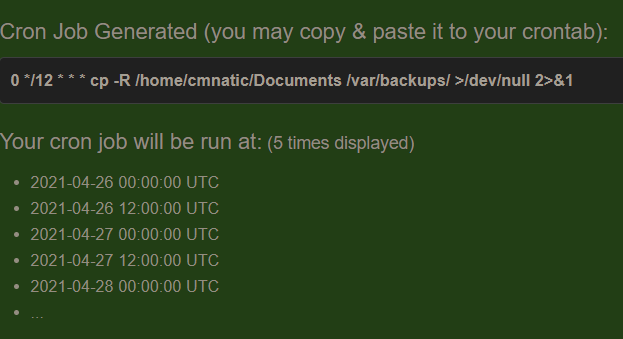 Cron Job Generated (you may copy & paste it to your crontab):
0 */12 * * * cp -R /home/cmnatic/Documents /var/backups/ >/dev/null 2>&1
Your cron job will be run at: (5 times displayed)
• 2021-04-26 00:00:00 UTC
• 2021-04-26 12:00:00 UTC
• 2021-04-27 00:00:00 UTC
• 2021-04-27 12:00:00 UTC
• 2021-04-28 00:00:00 UTC
• ...